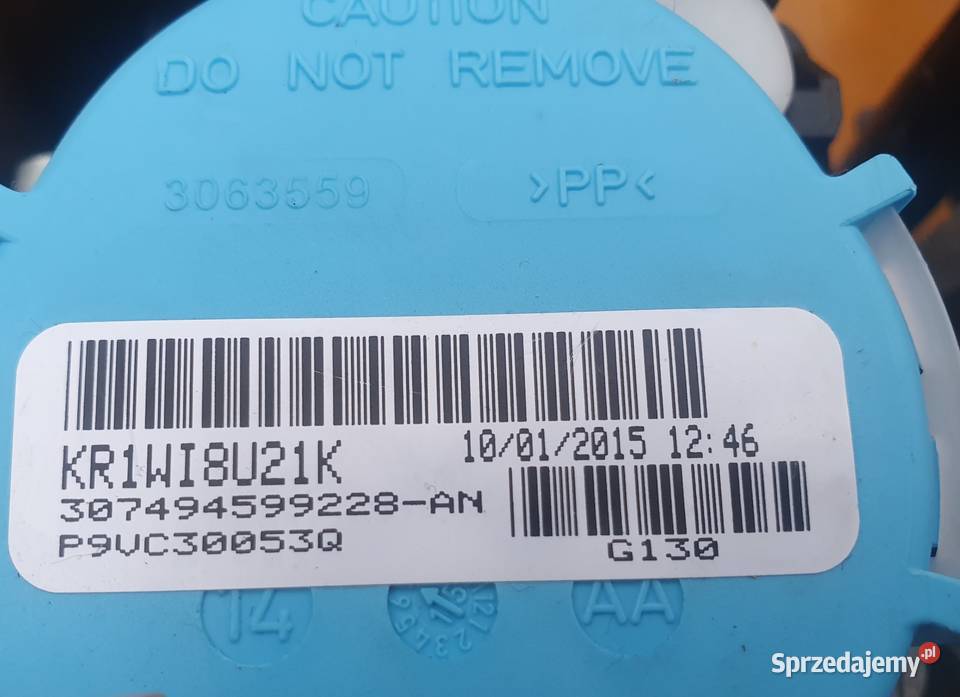 CAUTION
DO NOT REMOVE
3063559 >PP<
KR1WI8U21K 10/01/2015 12:46
307494599228-AN
P9VC30053Q G130
14 AA
Sprzedajemy.pl